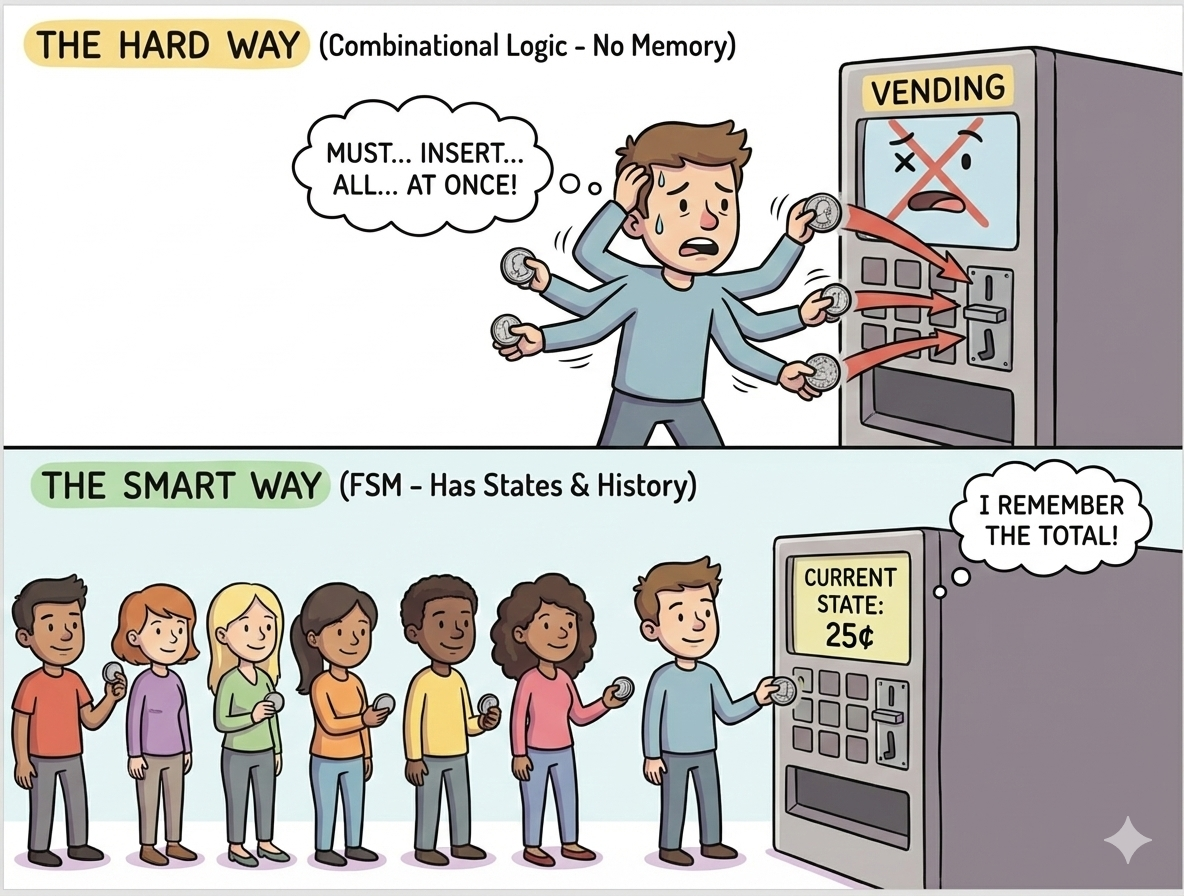 THE HARD WAY (Combinational Logic - No Memory)
VENDING
MUST... INSERT...
ALL... AT ONCE!
THE SMART WAY (FSM – Has States & History)
I REMEMBER
THE TOTAL!
CURRENT
STATE:
25¢